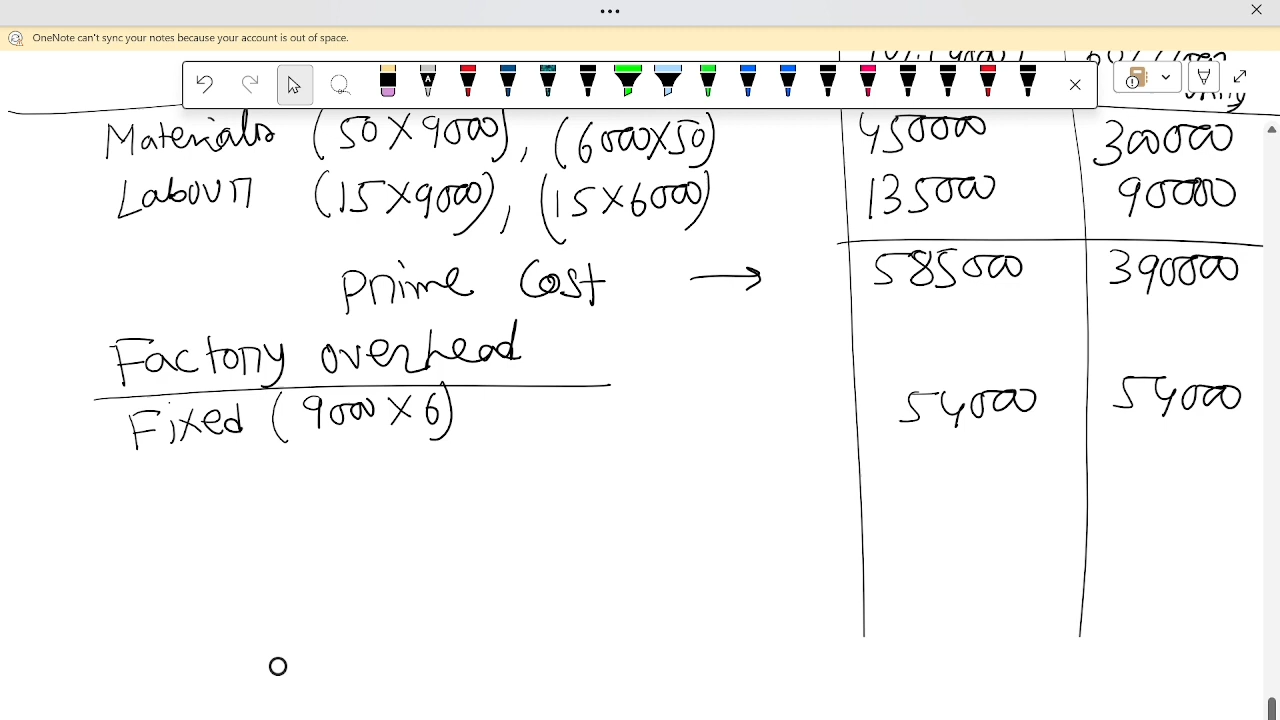 OneNote can't sync your notes because your account is out of space.
Materials (50 X 9000), (6000X50) 450000 300000
Labour (15 X 9000), (15 X 6000) 135000 90000
Prime Cost → 585000 390000
Factory overhead
Fixed (9000 X 6) 54000 54000